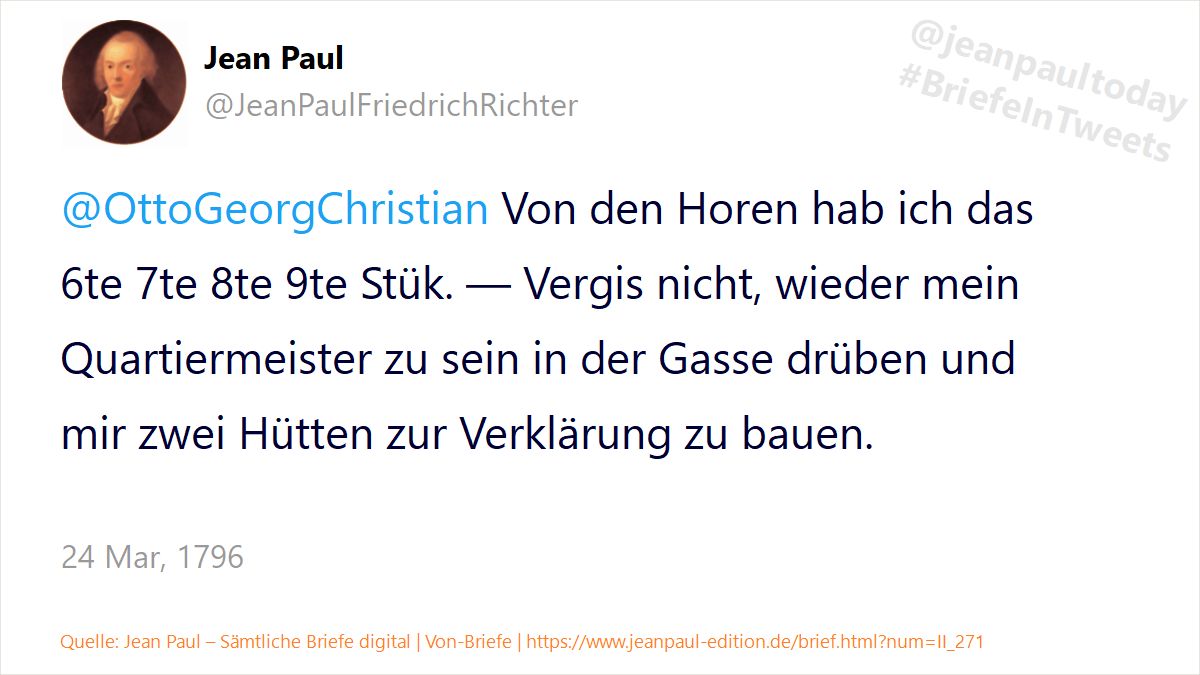 Jean Paul
@JeanPaulFriedrichRichter
@jeanpaultoday
#BriefeInTweets
@OttoGeorgChristian Von den Horen hab ich das
6te 7te 8te 9te Stük. — Vergis nicht, wieder mein
Quartiermeister zu sein in der Gasse drüben und
mir zwei Hütten zur Verklärung zu bauen.
24 Mar, 1796
Quelle: Jean Paul – Sämtliche Briefe digital | Von-Briefe | https://www.jeanpaul-edition.de/brief.html?num=II_271